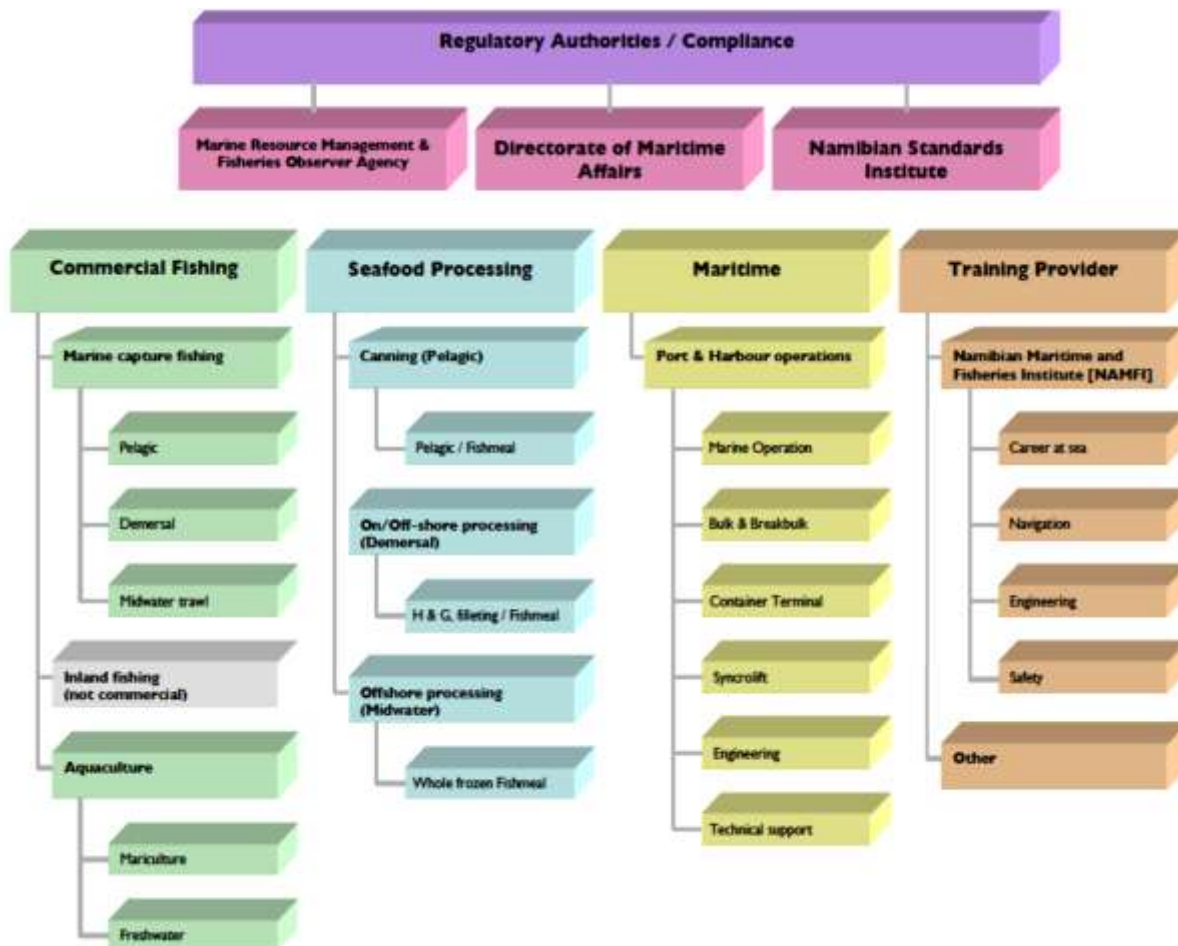 Regulatory Authorities / Compliance
Marine Resource Management &
Fisheries Observer Agency
Directorate of Maritime
Affairs
Namibian Standards
Institute
Commercial Fishing
Marine capture fishing
Pelagic
Demersal
Midwater trawl
Inland fishing
(not commercial)
Aquaculture
Mariculture
Freshwater
Seafood Processing
Canning (Pelagic)
Pelagic / Fishmeal
On/Off-shore processing
(Demersal)
H & G, filleting / Fishmeal
Offshore processing
(Midwater)
Whole frozen Fishmeal
Maritime
Port & Harbour operations
Marine Operation
Bulk & Breakbulk
Container Terminal
Syncrolift
Engineering
Technical support
Training Provider
Namibian Maritime and
Fisheries Institute [NAMFI]
Career at sea
Navigation
Engineering
Safety
Other